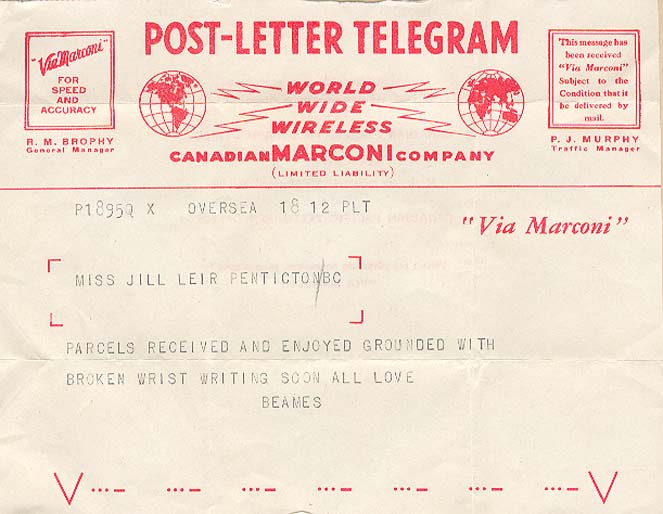 "Via Marconi"
FOR
SPEED
AND
ACCURACY
R. M. BROPHY
General Manager
POST-LETTER TELEGRAM
WORLD
WIDE
WIRELESS
CANADIAN MARCONI COMPANY
(LIMITED LIABILITY)
This message has
been received
"Via Marconi"
Subject to the
Condition that it
be delivered by
mail.
P. J. MURPHY
Traffic Manager
P1895Q X OVERSEA 18 12 PLT
"Via Marconi"
MISS JILL LEIR PENTICTON/BC
PARCELS RECEIVED AND ENJOYED GROUNDED WITH
BROKEN WRIST WRITING SOON ALL LOVE
BEAMES
V ...– ...– ...– ...– ...– ...– ...– V